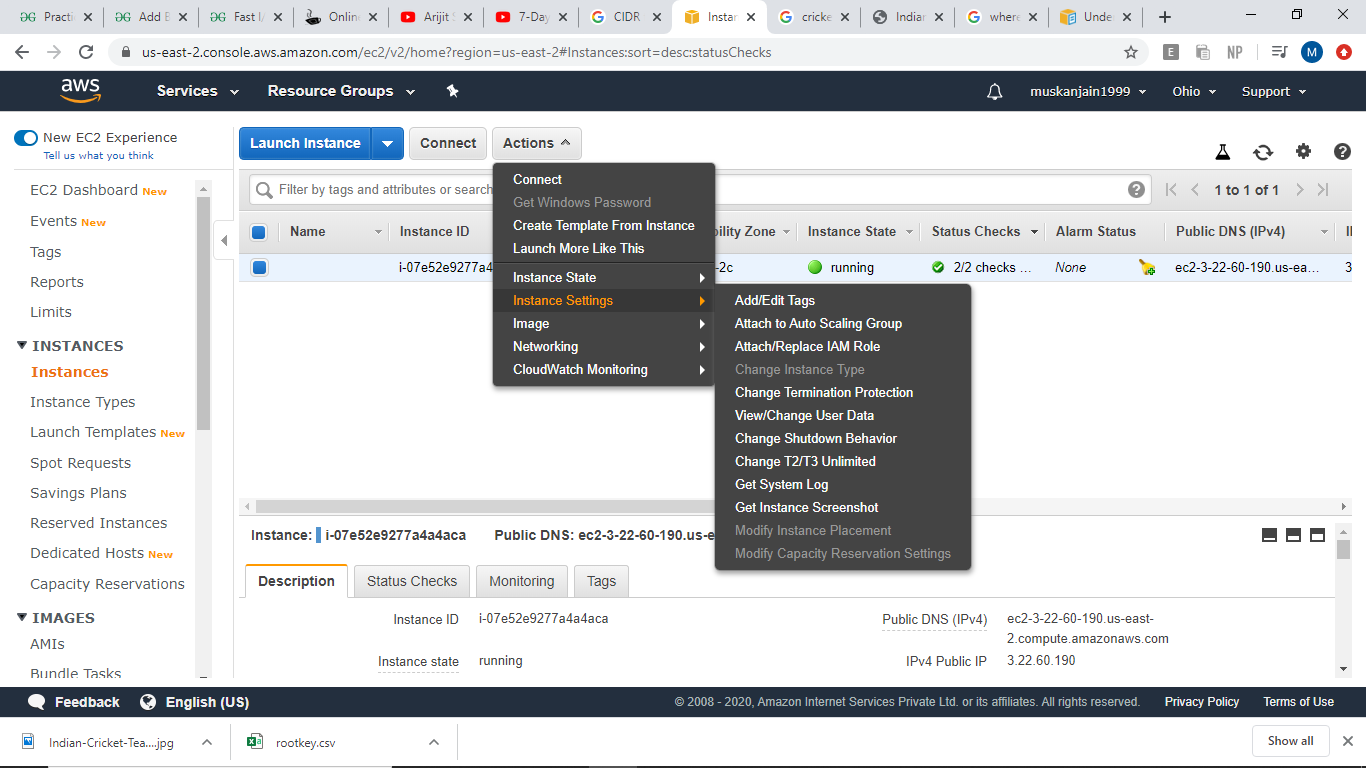 Practi
Add E
Fast I/
Online
Arijit S
7-Day
CIDR
Instar
cricke
Indian
where
Under
us-east-2.console.aws.amazon.com/ec2/v2/home?region=us-east-2#Instances:sort=desc:statusChecks
E
NP
M
aws
Services
Resource Groups
muskanjain1999
Ohio
Support
New EC2 Experience
Tell us what you think
Launch Instance
Connect
Actions
EC2 Dashboard New
Events New
Tags
Reports
Limits
INSTANCES
Instances
Instance Types
Launch Templates New
Spot Requests
Savings Plans
Reserved Instances
Dedicated Hosts New
Capacity Reservations
IMAGES
AMIs
Bundle Tasks
Filter by tags and attributes or search
1 to 1 of 1
Name
Instance ID
bility Zone
Instance State
Status Checks
Alarm Status
Public DNS (IPv4)
i-07e52e9277a4
-2c
running
2/2 checks ...
None
ec2-3-22-60-190.us-ea...
3
Connect
Get Windows Password
Create Template From Instance
Launch More Like This
Instance State
Instance Settings
Image
Networking
CloudWatch Monitoring
Add/Edit Tags
Attach to Auto Scaling Group
Attach/Replace IAM Role
Change Instance Type
Change Termination Protection
View/Change User Data
Change Shutdown Behavior
Change T2/T3 Unlimited
Get System Log
Get Instance Screenshot
Modify Instance Placement
Modify Capacity Reservation Settings
Instance: i-07e52e9277a4a4aca Public DNS: ec2-3-22-60-190.us-e
Description
Status Checks
Monitoring
Tags
Instance ID i-07e52e9277a4a4aca
Instance state running
Public DNS (IPv4) ec2-3-22-60-190.us-east-
2.compute.amazonaws.com
IPv4 Public IP 3.22.60.190
Feedback
English (US)
© 2008 - 2020, Amazon Internet Services Private Ltd. or its affiliates. All rights reserved.
Privacy Policy
Terms of Use
Indian-Cricket-Tea....jpg
rootkey.csv
Show all